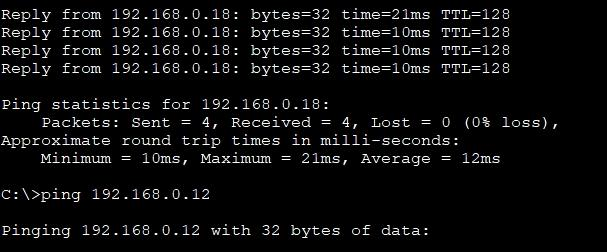 Reply from 192.168.0.18: bytes=32 time=21ms TTL=128
Reply from 192.168.0.18: bytes=32 time=10ms TTL=128
Reply from 192.168.0.18: bytes=32 time=10ms TTL=128
Reply from 192.168.0.18: bytes=32 time=10ms TTL=128
Ping statistics for 192.168.0.18:
Packets: Sent = 4, Received = 4, Lost = 0 (0% loss),
Approximate round trip times in milli-seconds:
Minimum = 10ms, Maximum = 21ms, Average = 12ms
C:\>ping 192.168.0.12
Pinging 192.168.0.12 with 32 bytes of data: